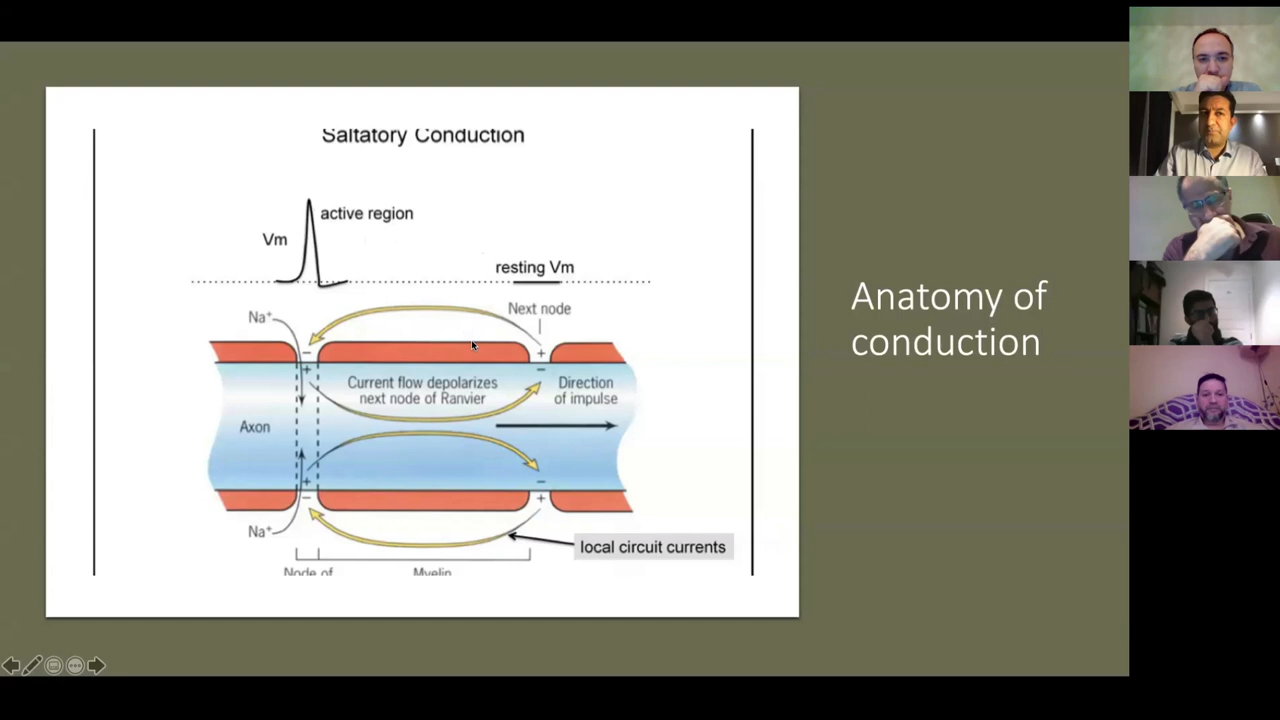 Saltatory Conduction
active region
Vm
resting Vm
Next node
Na⁺
Current flow depolarizes
next node of Ranvier
Direction
of impulse
Axon
Na⁺
local circuit currents
Node of
Myelin
Anatomy of
conduction